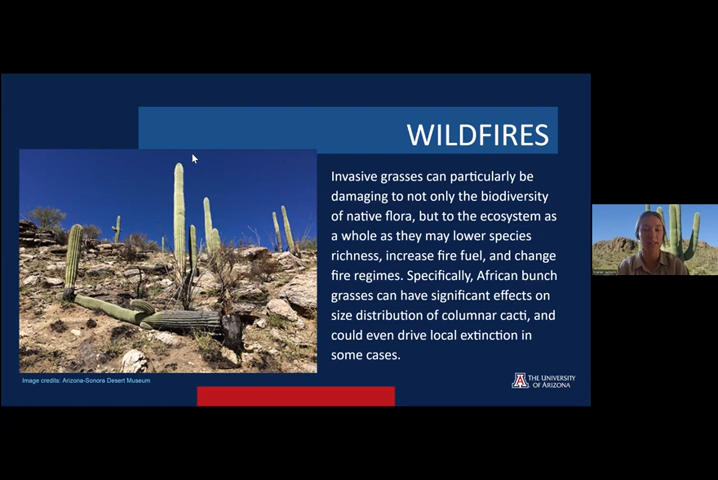 WILDFIRES
Invasive grasses can particularly be
damaging to not only the biodiversity
of native flora, but to the ecosystem as
a whole as they may lower species
richness, increase fire fuel, and change
fire regimes. Specifically, African bunch
grasses can have significant effects on
size distribution of columnar cacti, and
could even drive local extinction in
some cases.
Image credits: Arizona-Sonora Desert Museum
A
THE UNIVERSITY
OF ARIZONA